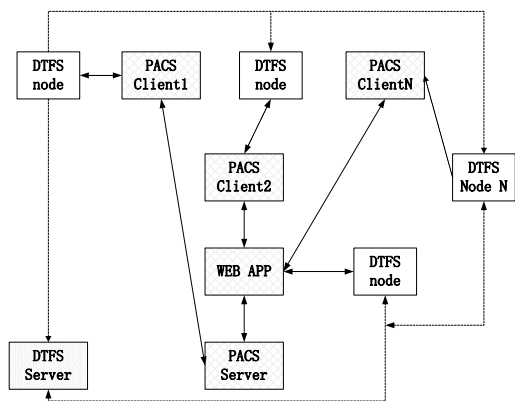 DTFS
node
PACS
Client1
DTFS
node
PACS
ClientN
PACS
Client2
DTFS
Node N
WEB APP
DTFS
node
DTFS
Server
PACS
Server